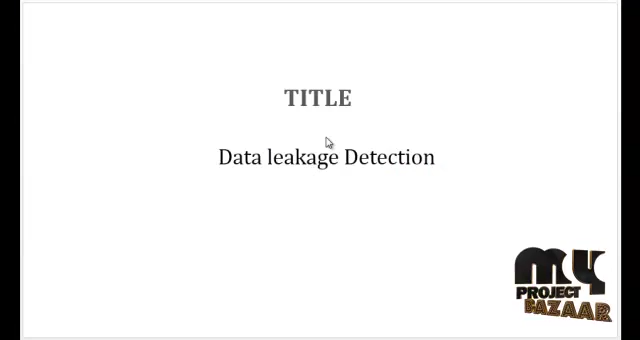 TITLE
Data leakage Detection
my
PROJECT
BAZAAR